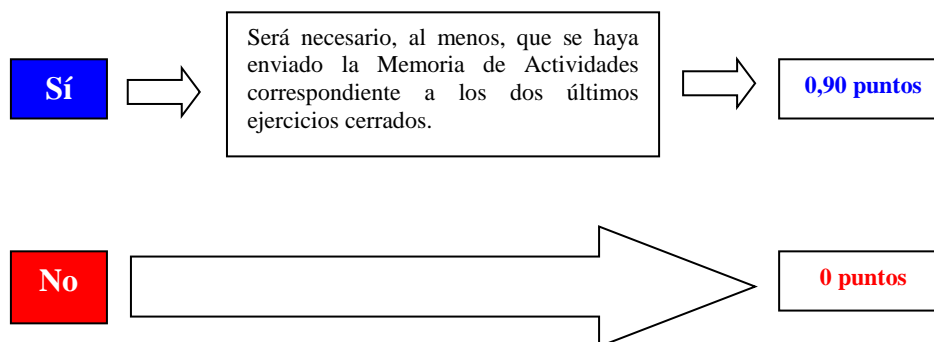 Será necesario, al menos, que se haya
enviado la Memoria de Actividades
Sí
0,90 puntos
correspondiente a los dos últimos
ejercicios cerrados.
No
0 puntos